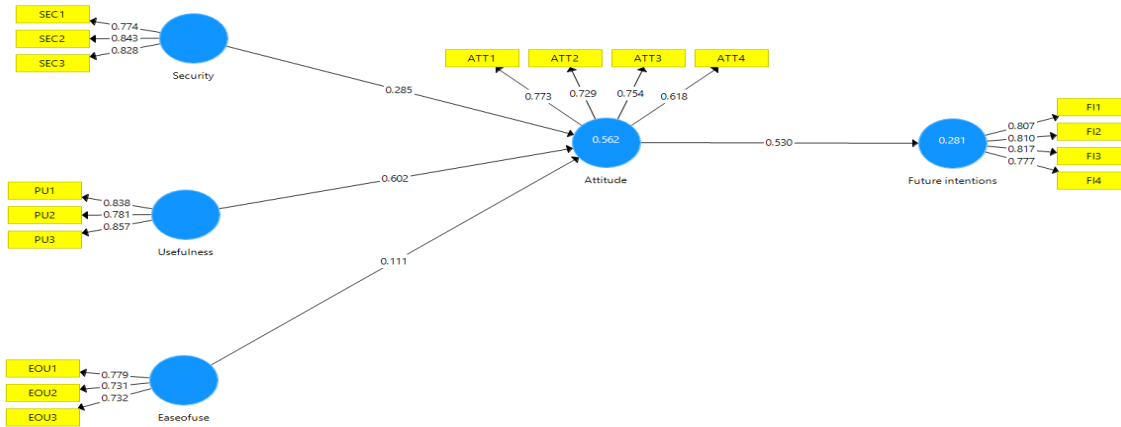 SEC1
SEC2
SEC3
0.774
0.843
0.828
Security
0.285
ATT1
ATT2
ATT3
ATT4
0.773
0.729
0.754
0.618
0.562
Attitude
0.530
0.281
Future intentions
0.807
0.810
0.817
0.777
FI1
FI2
FI3
FI4
PU1
PU2
PU3
0.838
0.781
0.857
Usefulness
0.602
0.111
EOU1
EOU2
EOU3
0.779
0.731
0.732
Easeofuse